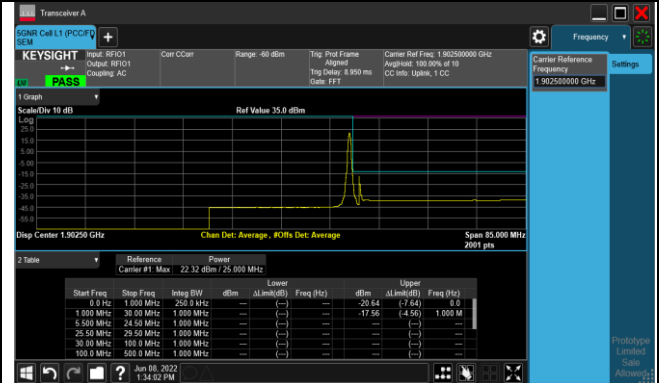 Transceiver A
5GNR Cell L1 (PCC/FD
SEM
Frequency
KEYSIGHT
Input: RFIO1
Output: RFIO1
Coupling: AC
PASS
Corr CCorr
Range: -60 dBm
Trig: Prot Frame
Aligned
Trig Delay: 8.950 ms
Gate: FFT
Carrier Ref Freq: 1.902500000 GHz
Avg|Hold: 100.00% of 10
CC Info: Uplink, 1 CC
Carrier Reference
Frequency
1.902500000 GHz
Settings
1 Graph
Scale/Div 10 dB
Ref Value 35.0 dBm
Log
25.0
15.0
5.00
-5.00
-15.0
-25.0
-35.0
-45.0
-55.0
Disp Center 1.90250 GHz
Chan Det: Average, #Offs Det: Average
Span 85.000 MHz
2001 pts
2 Table
Reference Power
Carrier #1: Max 22.32 dBm / 25.000 MHz
Lower Upper
Start Freq Stop Freq Integ BW dBm ΔLimit(dB) Freq (Hz) dBm ΔLimit(dB) Freq (Hz)
0.0 Hz 1.000 MHz 250.0 kHz --- (---) --- -20.64 (-7.64) 0.0
1.000 MHz 30.00 MHz 1.000 MHz --- (---) --- -17.56 (-4.56) 1.000 M
5.500 MHz 24.50 MHz 1.000 MHz --- (---) --- --- (---) ---
25.50 MHz 29.50 MHz 1.000 MHz --- (---) --- --- (---) ---
30.00 MHz 100.0 MHz 1.000 MHz --- (---) --- --- (---) ---
100.0 MHz 500.0 MHz 1.000 MHz --- (---) --- --- (---) ---
Prototype
Limited
Sale
Allowed
Jun 08, 2022
1:34:02 PM